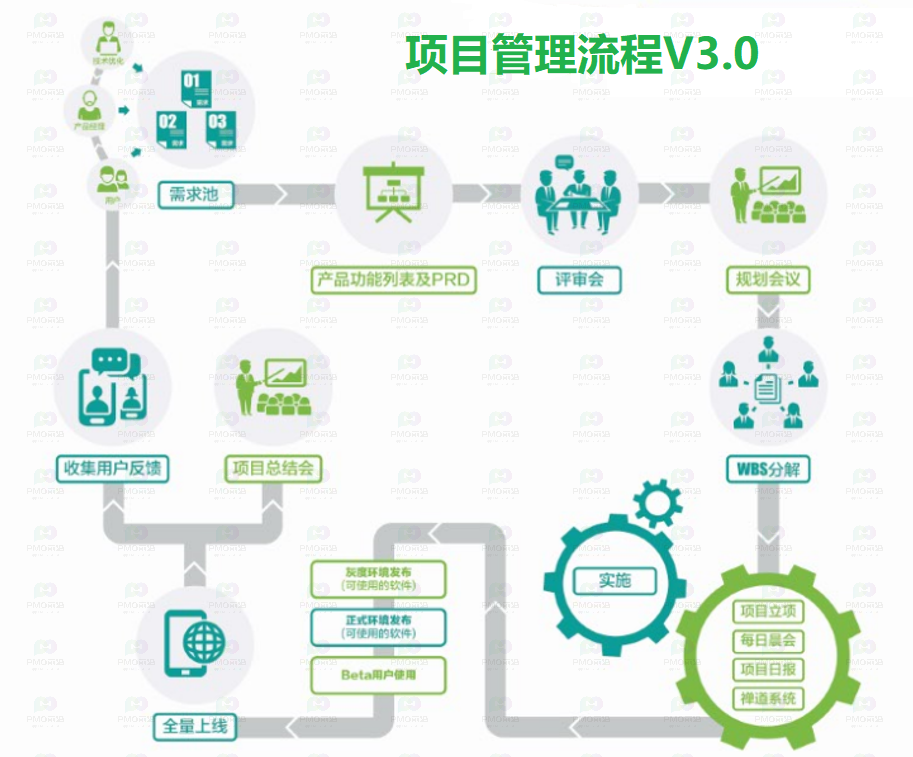 项目管理流程V3.0
技术优化
产品经理
用户
01
需求
02
需求
03
需求
需求池
产品功能列表及PRD
评审会
规划会议
收集用户反馈
项目总结会
WBS分解
灰度环境发布
(可使用的软件)
正式环境发布
(可使用的软件)
Beta用户使用
实施
项目立项
每日晨会
项目日报
禅道系统
全量上线